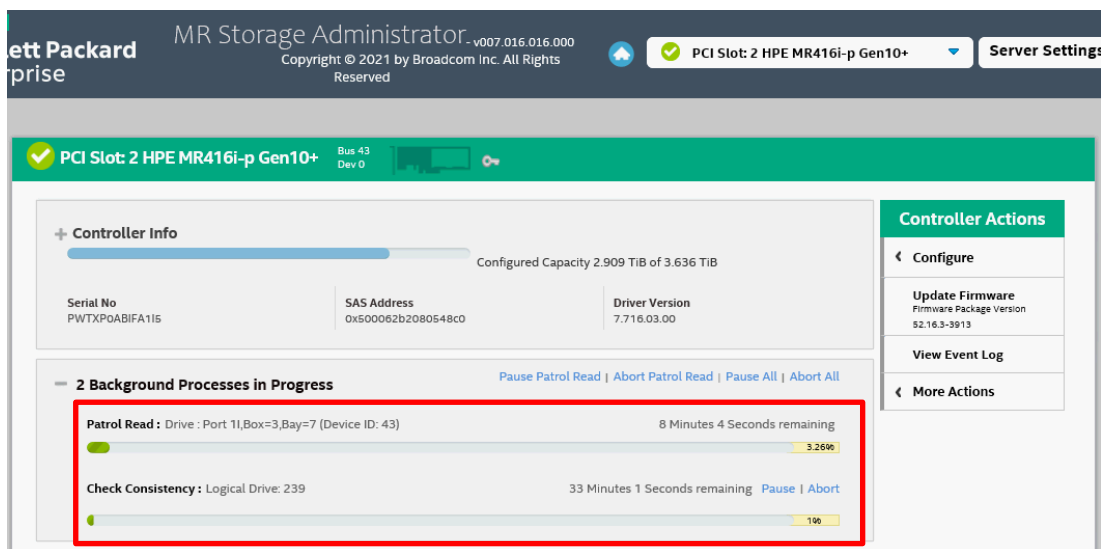 ett Packard
rprise
MR Storage Administrator v007.016.016.000
Copyright © 2021 by Broadcom Inc. All Rights
Reserved
PCI Slot: 2 HPE MR416i-p Gen10+
Server Settings
PCI Slot: 2 HPE MR416i-p Gen10+
Bus 43
Dev 0
Controller Info
Configured Capacity 2.909 TiB of 3.636 TiB
Serial No
PWTXP0ABIFA1I5
SAS Address
0x500062b2080548c0
Driver Version
7.716.03.00
2 Background Processes in Progress
Pause Patrol Read | Abort Patrol Read | Pause All | Abort All
Patrol Read : Drive : Port 1I,Box=3,Bay=7 (Device ID: 43)
8 Minutes 4 Seconds remaining
3.26%
Check Consistency : Logical Drive: 239
33 Minutes 1 Seconds remaining Pause | Abort
1%
Controller Actions
Configure
Update Firmware
Firmware Package Version
52.16.3-3913
View Event Log
More Actions